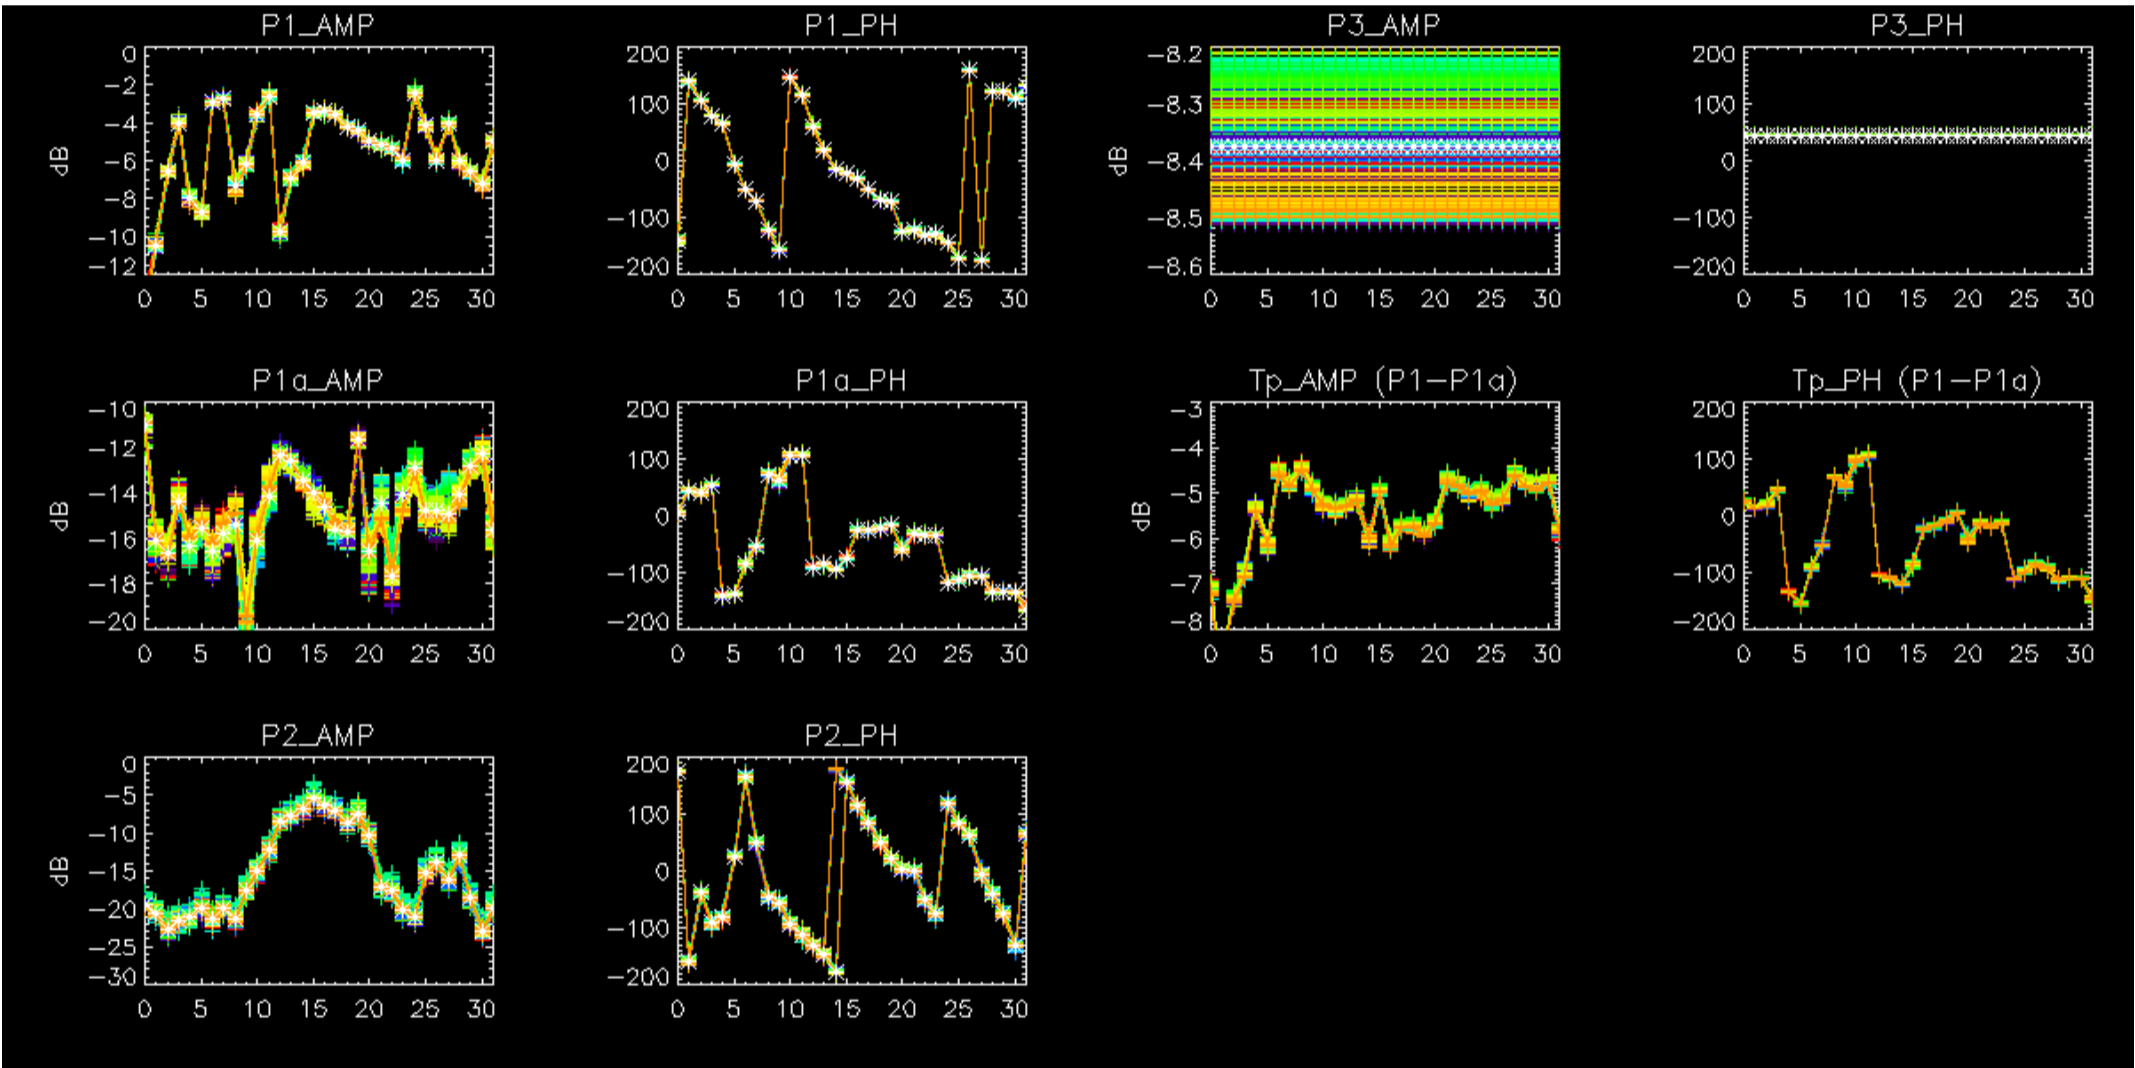 P1_AMP
0
−2
−4
−6
−8
−10
−12
dB
0 5 10 15 20 25 30
P1_PH
200
100
0
−100
−200
0 5 10 15 20 25 30
P3_AMP
−8.2
−8.3
−8.4
−8.5
−8.6
dB
0 5 10 15 20 25 30
P3_PH
200
100
0
−100
−200
0 5 10 15 20 25 30
P1a_AMP
−10
−12
−14
−16
−18
−20
dB
0 5 10 15 20 25 30
P1a_PH
200
100
0
−100
−200
0 5 10 15 20 25 30
Tp_AMP (P1−P1a)
−3
−4
−5
−6
−7
−8
dB
0 5 10 15 20 25 30
Tp_PH (P1−P1a)
200
100
0
−100
−200
0 5 10 15 20 25 30
P2_AMP
0
−5
−10
−15
−20
−25
−30
dB
0 5 10 15 20 25 30
P2_PH
200
100
0
−100
−200
0 5 10 15 20 25 30